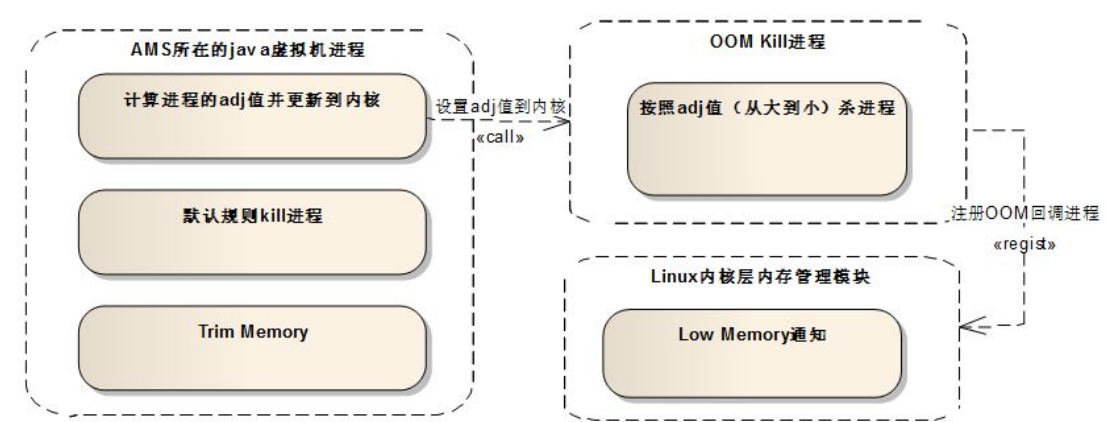 AMS所在的java虚拟机进程
计算进程的adj值并更新到内核
默认规则kill进程
Trim Memory
设置adj值到内核
«call»
OOM Kill进程
按照adj值（从大到小）杀进程
注册OOM回调进程
«regist»
Linux内核层内存管理模块
Low Memory通知